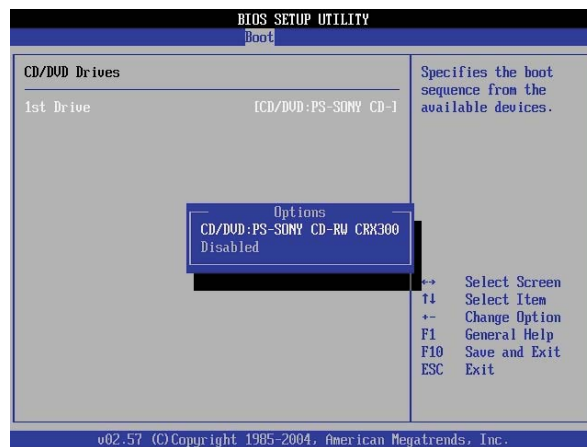 BIOS SETUP UTILITY
Boot
CD/DVD Drives
1st Drive [CD/DVD:PS-SONY CD-]
Specifies the boot
sequence from the
available devices.
Options
CD/DVD:PS-SONY CD-RW CRX300
Disabled
↔ Select Screen
↑↓ Select Item
+- Change Option
F1 General Help
F10 Save and Exit
ESC Exit
v02.57 (C)Copyright 1985-2004, American Megatrends, Inc.